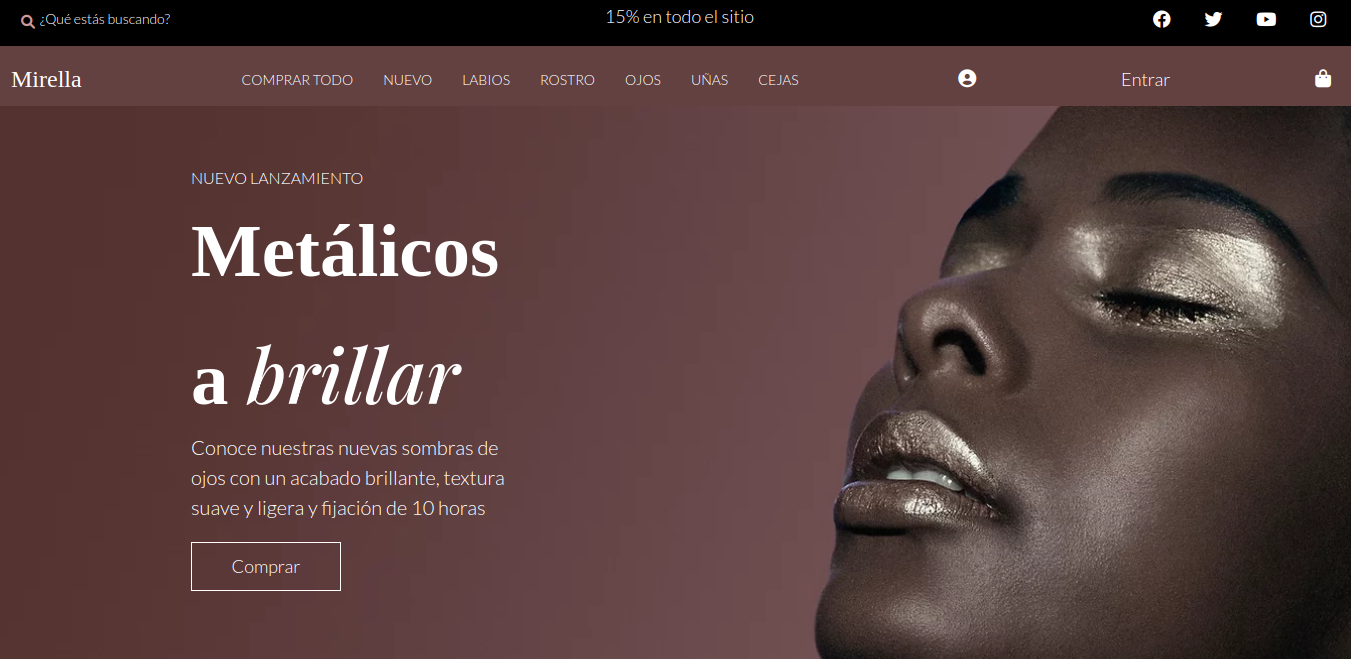 ¿Qué estás buscando?
15% en todo el sitio
Mirella
COMPRAR TODO NUEVO LABIOS ROSTRO OJOS UÑAS CEJAS
Entrar
NUEVO LANZAMIENTO
Metálicos
a brillar
Conoce nuestras nuevas sombras de
ojos con un acabado brillante, textura
suave y ligera y fijación de 10 horas
Comprar